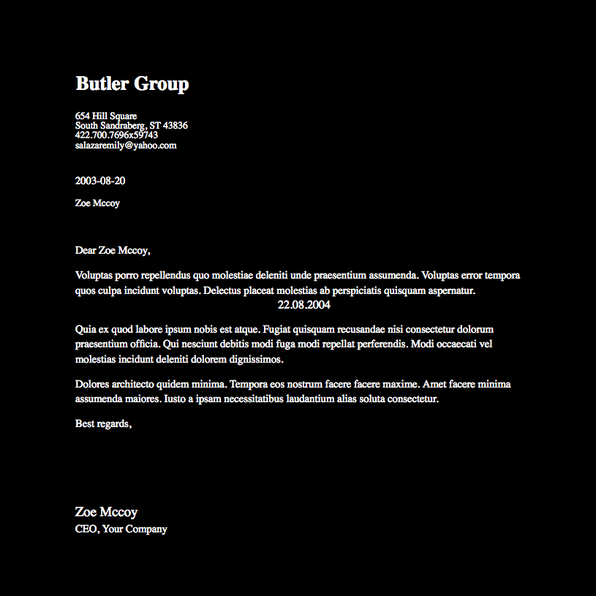 Butler Group
654 Hill Square
South Sandraberg, ST 43836
422.700.7696x59743
salazaremily@yahoo.com
2003-08-20
Zoe Mccoy
Dear Zoe Mccoy,
Voluptas porro repellendus quo molestiae deleniti unde praesentium assumenda. Voluptas error tempora
quos culpa incidunt voluptas. Delectus placeat molestias ab perspiciatis quisquam aspernatur.
22.08.2004
Quia ex quod labore ipsum nobis est atque. Fugiat quisquam recusandae nisi consectetur dolorum
praesentium officia. Qui nesciunt debitis modi fuga modi repellat perferendis. Modi occaecati vel
molestias incidunt deleniti dolorem dignissimos.
Dolores architecto quidem minima. Tempora eos nostrum facere facere maxime. Amet facere minima
assumenda maiores. Iusto a ipsam necessitatibus laudantium alias soluta consectetur.
Best regards,
Zoe Mccoy
CEO, Your Company